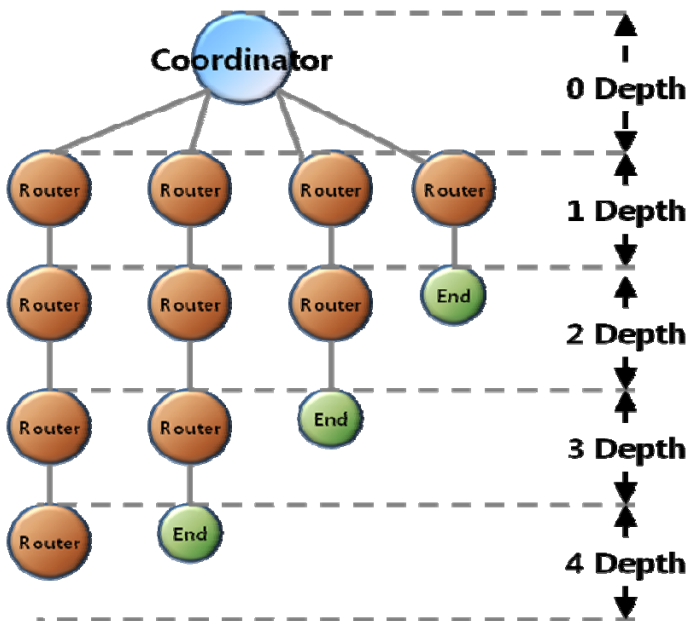 Coordinator
0 Depth
Router Router Router Router
1 Depth
Router Router Router End
2 Depth
Router Router End
3 Depth
Router End
4 Depth